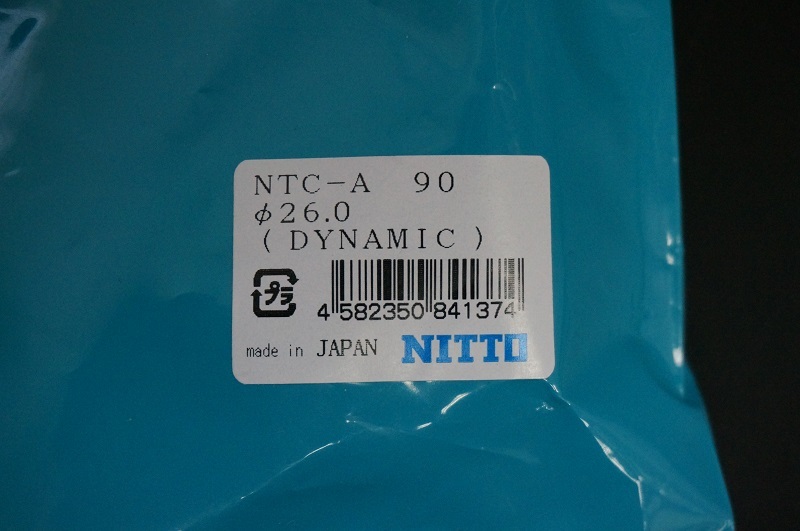 NTC-A 90
φ26.0
(DYNAMIC)
プラ
4 582350 841374
made in JAPAN NITTO